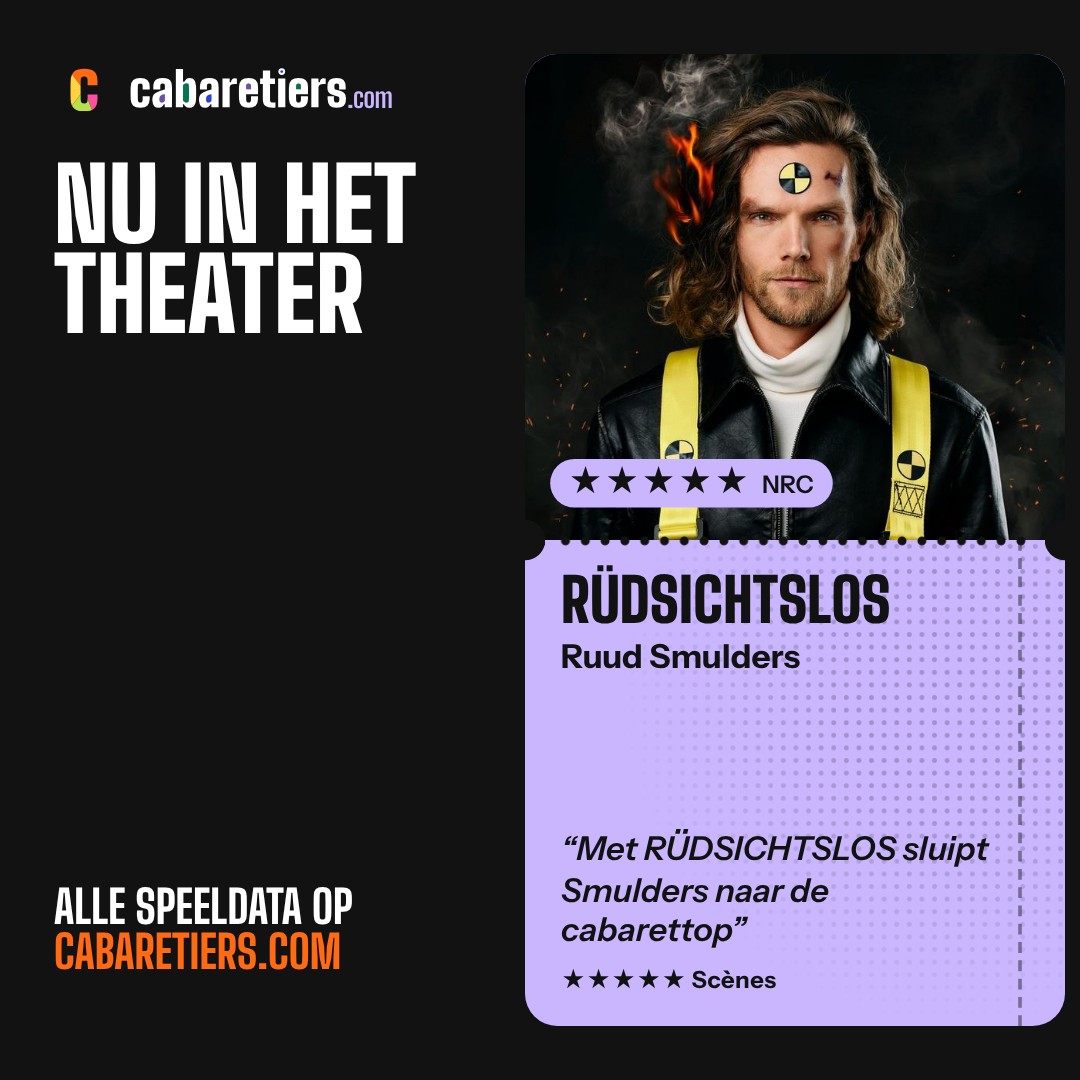 cabaretiers.com
NU IN HET
THEATER
★★★★★ NRC
RÜDSICHTSLOS
Ruud Smulders
“Met RÜDSICHTSLOS sluipt
Smulders naar de
cabarettop”
★★★★★ Scènes
ALLE SPEELDATA OP
CABARETIERS.COM